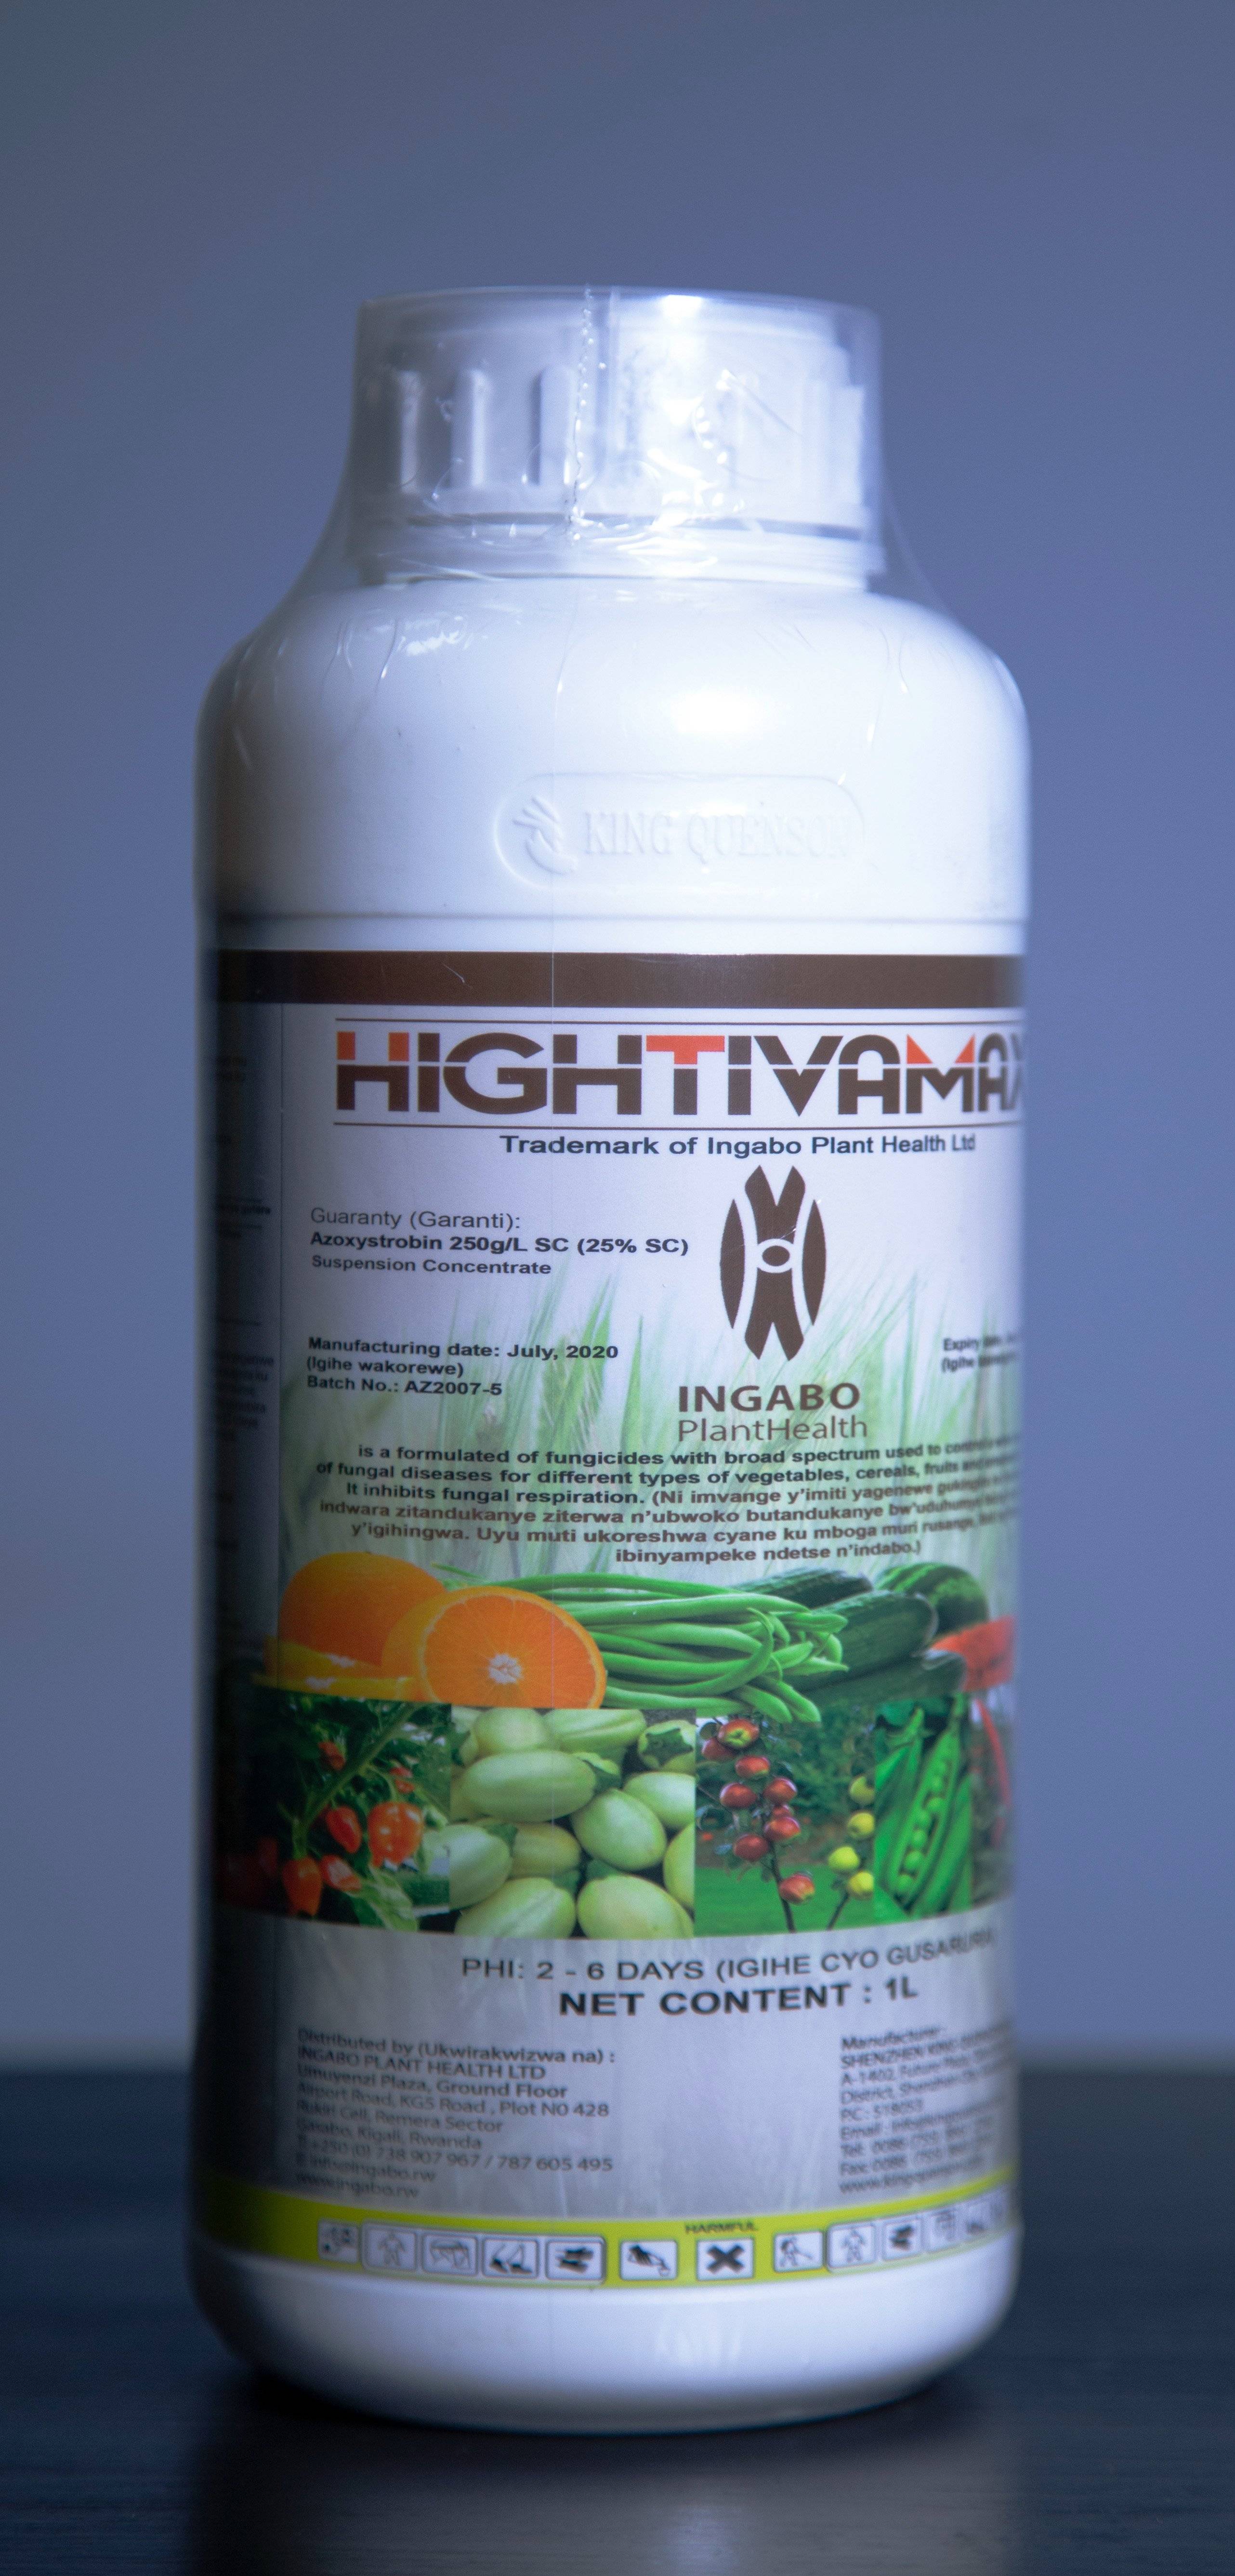 KING QUENSON
HIGHTIVAMAX
Trademark of Ingabo Plant Health Ltd
Guaranty (Garanti):
Azoxystrobin 250g/L SC (25% SC)
Suspension Concentrate
Manufacturing date: July, 2020
(Igihe wakorewe)
Batch No.: AZ2007-5
Expiry
(Igihe
INGABO
PlantHealth
is a formulated of fungicides with broad spectrum used to control
of fungal diseases for different types of vegetables, cereals, fruits and
It inhibits fungal respiration. (Ni imvange y'imiti yagenewe
indwara zitandukanye ziterwa n'ubwoko butandukanye bw'uduhumyo
y'igihingwa. Uyu muti ukoreshwa cyane ku mboga muri rusange,
ibinyampeke ndetse n'indabo.)
PHI: 2 - 6 DAYS (IGIHE CYO GUSARURA)
NET CONTENT : 1L
Distributed by (Ukwirakwizwa na) :
INGABO PLANT HEALTH LTD
Umuyenzi Plaza, Ground Floor
Airport Road, KG5 Road , Plot N0 428
Rukiri Cell, Remera Sector
Gasabo, Kigali, Rwanda
T: +250 (0) 738 907 967 / 787 605 495
E info@ingabo.rw
www.ingabo.rw
Manufacturer:
SHENZHEN KING
A-1402,
District, Shenzhen
PC: 518053
Email :
Tel: 0086
Fax: 0086
HARMFUL